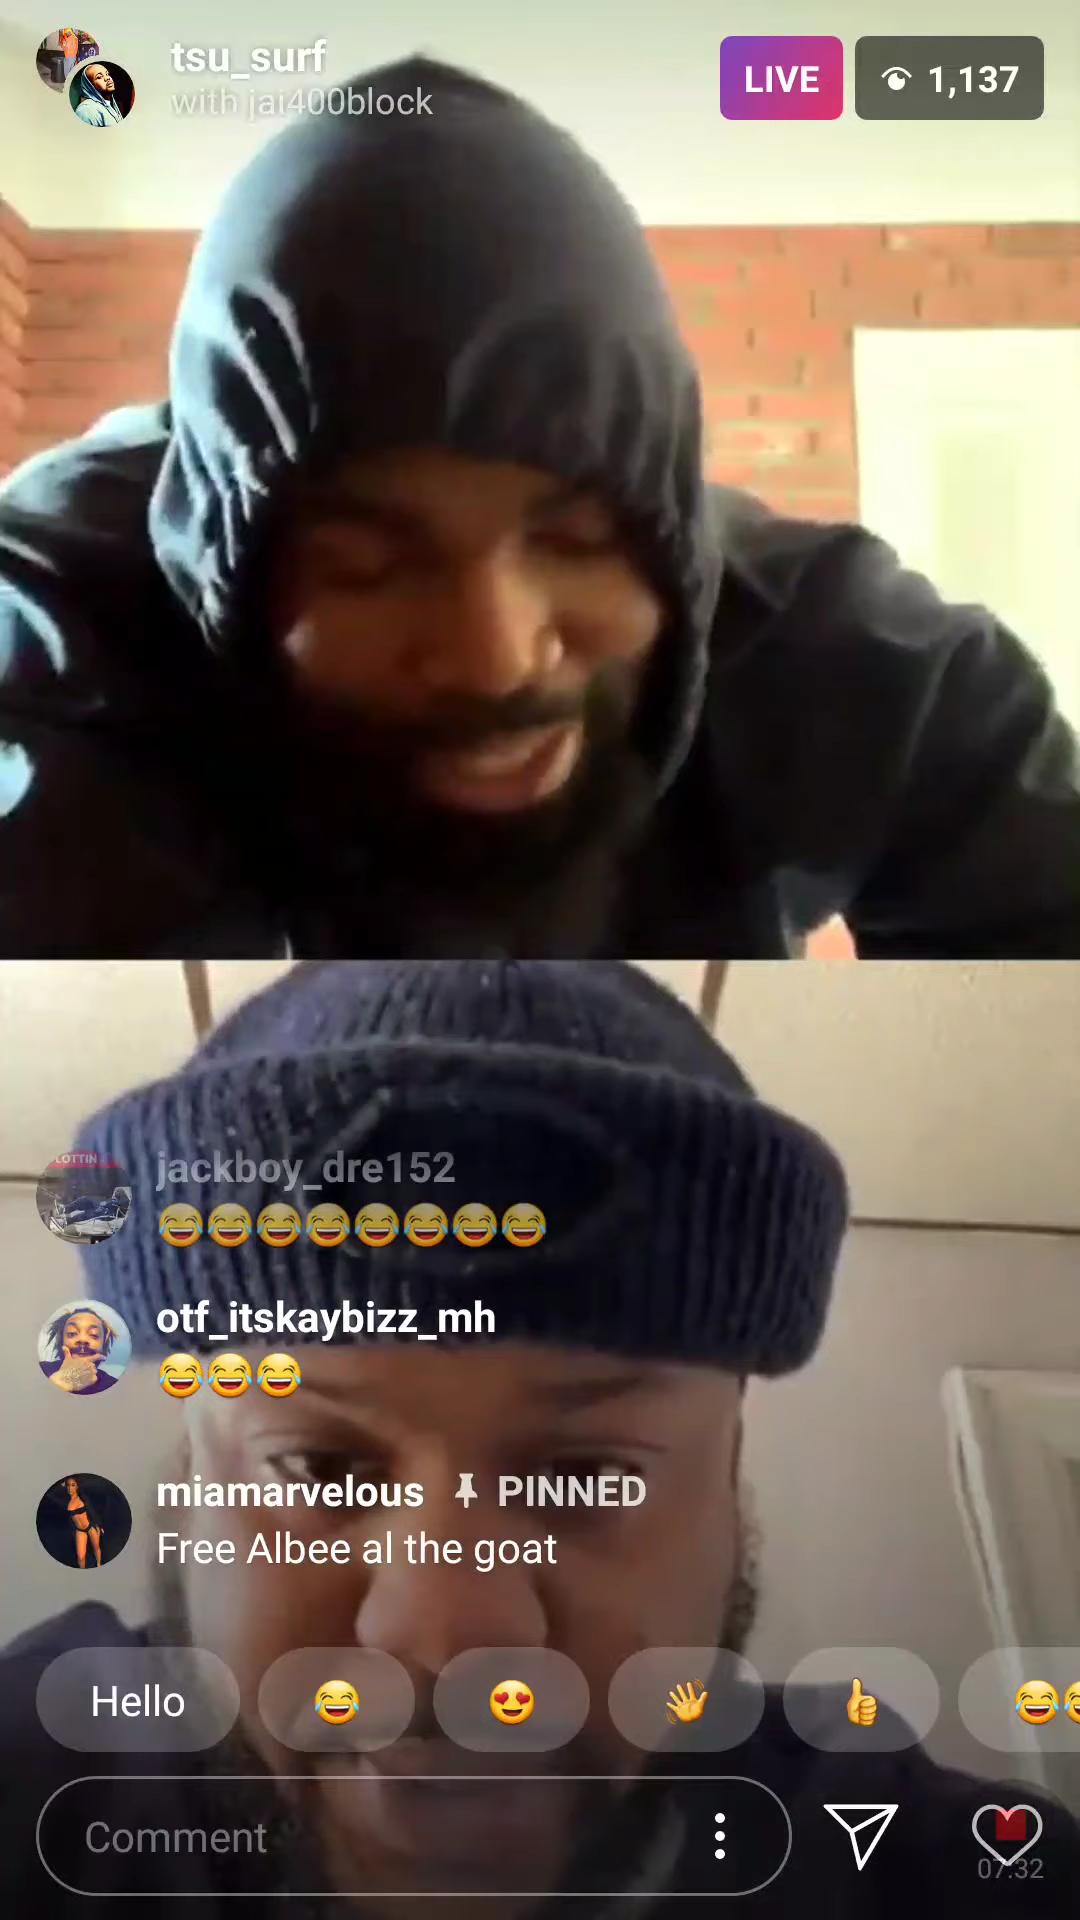 tsu_surf
with jai400block
LIVE
1,137
LOTTIN
jackboy_dre152
😂😂😂😂😂😂😂😂
otf_itskaybizz_mh
😂😂😂
miamarvelous PINNED
Free Albee al the goat
Hello 😂 😍 👋 👍 😂😂
Comment
07:32